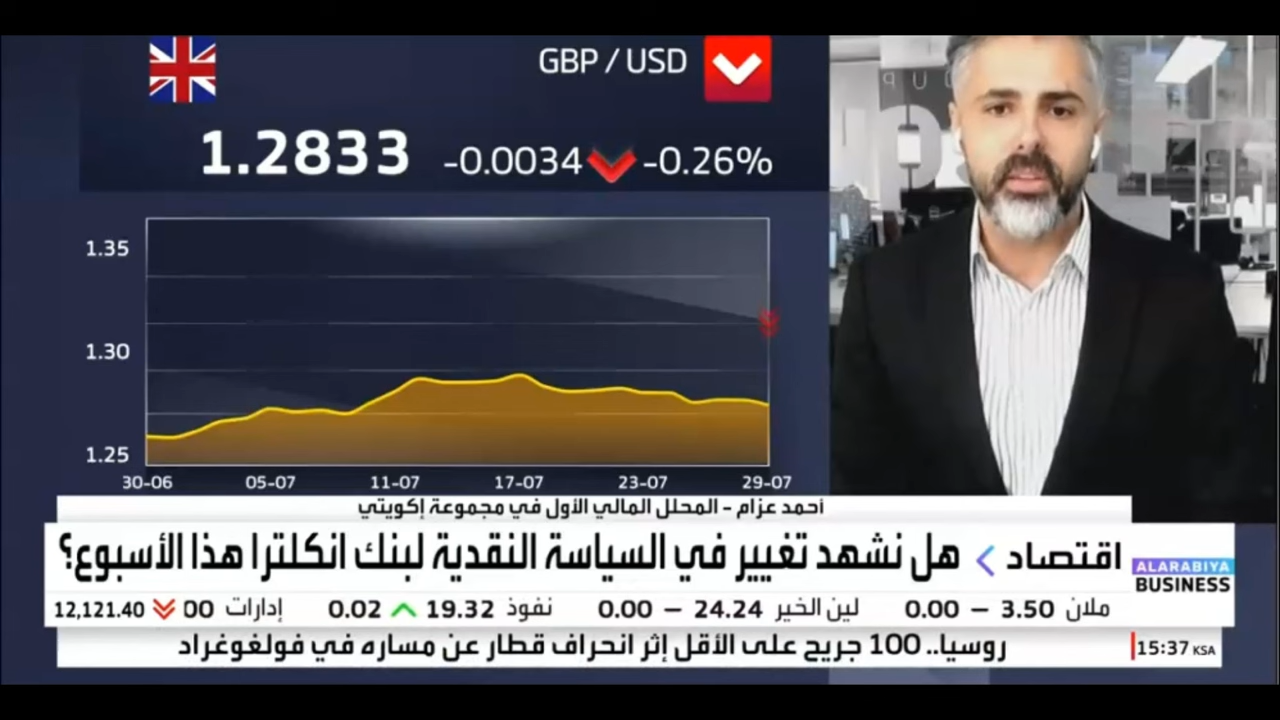 GBP / USD
1.2833 -0.0034 -0.26%
1.35
1.30
1.25
30-06 05-07 11-07 17-07 23-07 29-07
أحمد عزام - المحلل المالي الأول في مجموعة إكويتي
اقتصاد > هل نشهد تغيير في السياسة النقدية لبنك انكلترا هذا الأسبوع؟
ALARABIYA
BUSINESS
ملان 3.50 – 0.00 لين الخير 24.24 – 0.00 نفوذ 19.32 0.02 إدارات 00 12,121.40
روسيا.. 100 جريح على الأقل إثر انحراف قطار عن مساره في فولغوغراد
15:37 KSA